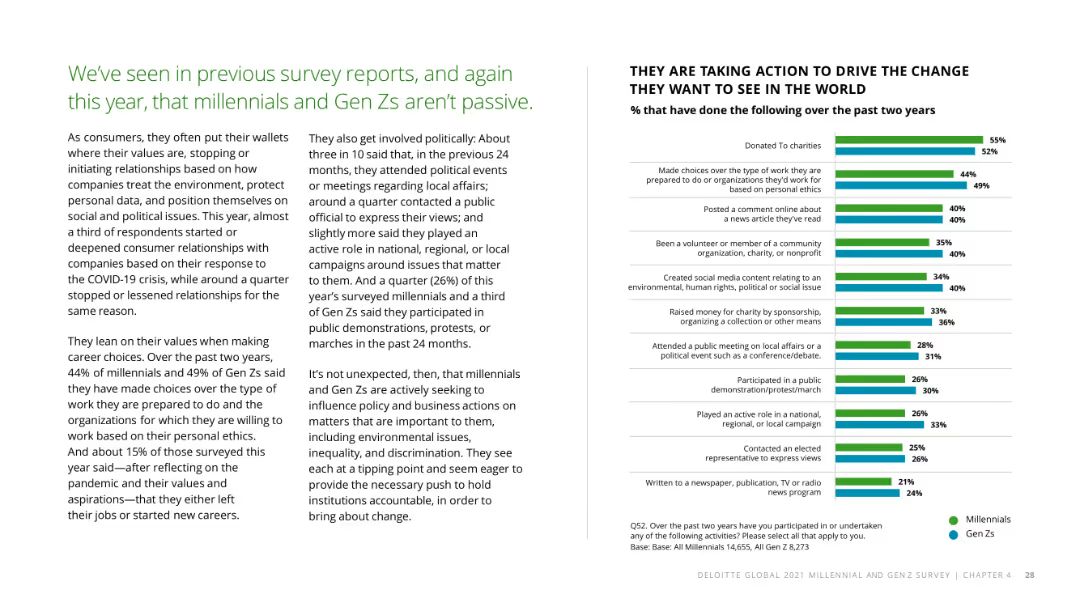 We've seen in previous survey reports, and again
this year, that millennials and Gen Zs aren't passive.
As consumers, they often put their wallets
where their values are, stopping or
initiating relationships based on how
companies treat the environment, protect
personal data, and position themselves on
social and political issues. This year, almost
a third of respondents started or
deepened consumer relationships with
companies based on their response to
the COVID-19 crisis, while around a quarter
stopped or lessened relationships for the
same reason.
They lean on their values when making
career choices. Over the past two years,
44% of millennials and 49% of Gen Zs said
they have made choices over the type of
work they are prepared to do and the
organizations for which they are willing to
work based on their personal ethics.
And about 15% of those surveyed this
year said—after reflecting on the
pandemic and their values and
aspirations—that they either left
their jobs or started new careers.
They also get involved politically: About
three in 10 said that, in the previous 24
months, they attended political events
or meetings regarding local affairs;
around a quarter contacted a public
official to express their views; and
slightly more said they played an
active role in national, regional, or local
campaigns around issues that matter
to them. And a quarter (26%) of this
year's surveyed millennials and a third
of Gen Zs said they participated in
public demonstrations, protests, or
marches in the past 24 months.
It's not unexpected, then, that millennials
and Gen Zs are actively seeking to
influence policy and business actions on
matters that are important to them,
including environmental issues,
inequality, and discrimination. They see
each at a tipping point and seem eager to
provide the necessary push to hold
institutions accountable, in order to
bring about change.
THEY ARE TAKING ACTION TO DRIVE THE CHANGE
THEY WANT TO SEE IN THE WORLD
% that have done the following over the past two years
Donated To charities
55%
52%
Made choices over the type of work they are
prepared to do or organizations they'd work for
based on personal ethics
44%
49%
Posted a comment online about
a news article they've read
40%
40%
Been a volunteer or member of a community
organization, charity, or nonprofit
35%
40%
Created social media content relating to an
environmental, human rights, political or social issue
34%
40%
Raised money for charity by sponsorship,
organizing a collection or other means
33%
36%
Attended a public meeting on local affairs or a
political event such as a conference/debate.
28%
31%
Participated in a public
demonstration/protest/march
26%
30%
Played an active role in a national,
regional, or local campaign
26%
33%
Contacted an elected
representative to express views
25%
26%
Written to a newspaper, publication, TV or radio
news program
21%
24%
Q52. Over the past two years have you participated in or undertaken
any of the following activities? Please select all that apply to you.
Base: Base: All Millennials 14,655, All Gen Z 8,273
Millennials
Gen Zs
DELOITTE GLOBAL 2021 MILLENNIAL AND GEN Z SURVEY | CHAPTER 4 28